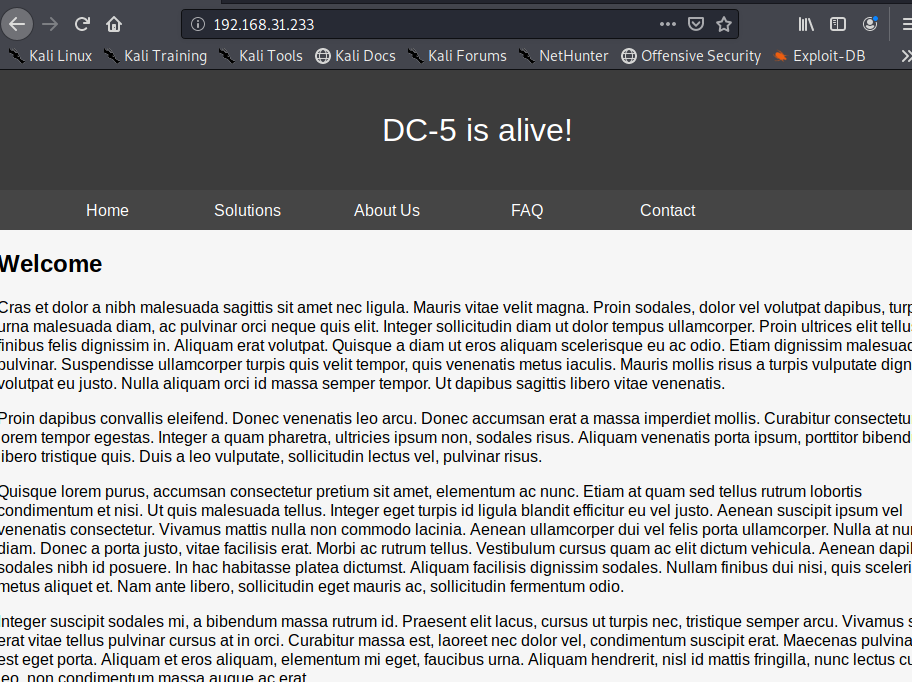 192.168.31.233
Kali Linux Kali Training Kali Tools Kali Docs Kali Forums NetHunter Offensive Security Exploit-DB
DC-5 is alive!
Home Solutions About Us FAQ Contact
Welcome
Cras et dolor a nibh malesuada sagittis sit amet nec ligula. Mauris vitae velit magna. Proin sodales, dolor vel volutpat dapibus,
urna malesuada diam, ac pulvinar orci neque quis elit. Integer sollicitudin diam ut dolor tempus ullamcorper. Proin ultrices elit
finibus felis dignissim in. Aliquam erat volutpat. Quisque a diam ut eros aliquam scelerisque eu ac odio. Etiam dignissim
pulvinar. Suspendisse ullamcorper turpis quis velit tempor, quis venenatis metus iaculis. Mauris mollis risus a turpis vulputate
volutpat eu justo. Nulla aliquam orci id massa semper tempor. Ut dapibus sagittis libero vitae venenatis.
Proin dapibus convallis eleifend. Donec venenatis leo arcu. Donec accumsan erat a massa imperdiet mollis. Curabitur
lorem tempor egestas. Integer a quam pharetra, ultricies ipsum non, sodales risus. Aliquam venenatis porta ipsum, porttitor
libero tristique quis. Duis a leo vulputate, sollicitudin lectus vel, pulvinar risus.
Quisque lorem purus, accumsan consectetur pretium sit amet, elementum ac nunc. Etiam at quam sed tellus rutrum lobortis
condimentum et nisi. Ut quis malesuada tellus. Integer eget turpis id ligula blandit efficitur eu vel justo. Aenean suscipit ipsum vel
venenatis consectetur. Vivamus mattis nulla non commodo lacinia. Aenean ullamcorper dui vel felis porta ullamcorper. Nulla at
diam. Donec a porta justo, vitae facilisis erat. Morbi ac rutrum tellus. Vestibulum cursus quam ac elit dictum vehicula. Aenean
sodales nibh id posuere. In hac habitasse platea dictumst. Aliquam facilisis dignissim sodales. Nullam finibus dui nisi, quis
metus aliquet et. Nam ante libero, sollicitudin eget mauris ac, sollicitudin fermentum odio.
Integer suscipit sodales mi, a bibendum massa rutrum id. Praesent elit lacus, cursus ut turpis nec, tristique semper arcu. Vivamus
erat vitae tellus pulvinar cursus at in orci. Curabitur massa est, laoreet nec dolor vel, condimentum suscipit erat. Maecenas
est eget porta. Aliquam et eros aliquam, elementum mi eget, faucibus urna. Aliquam hendrerit, nisl id mattis fringilla, nunc lectus
leo, non condimentum massa augue ac erat.